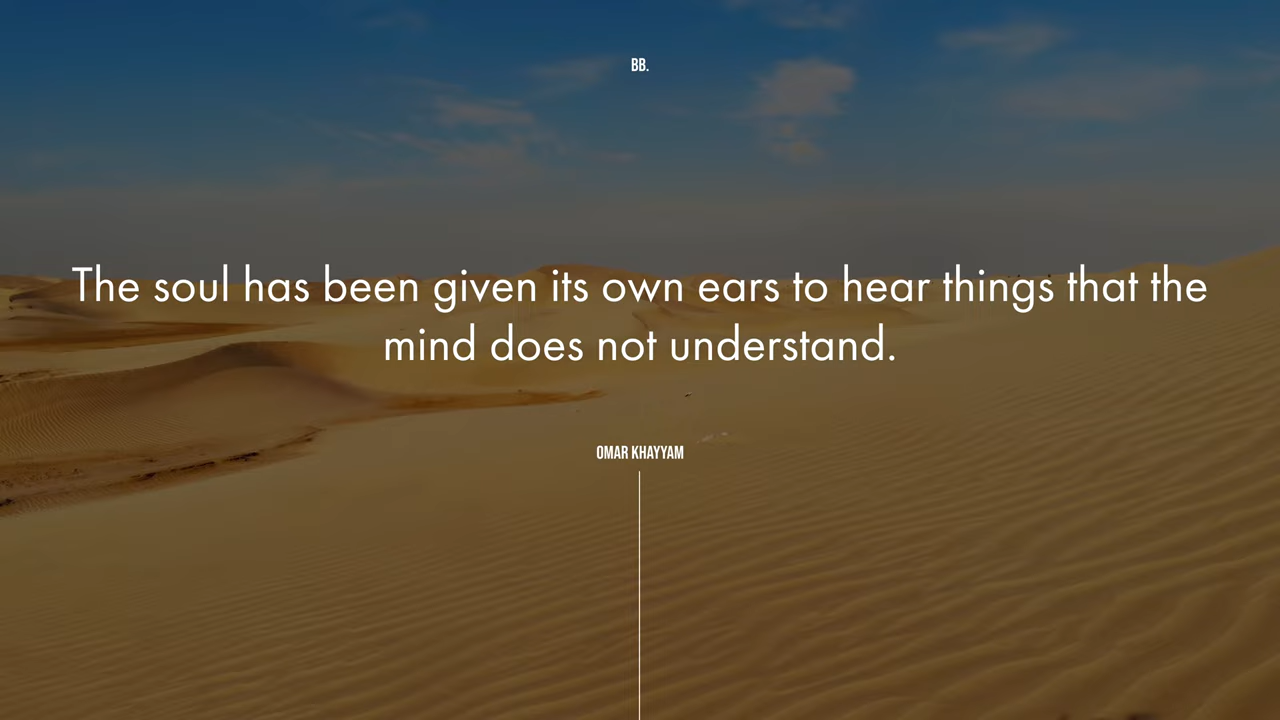 BB.
The soul has been given its own ears to hear things that the
mind does not understand.
OMAR KHAYYAM